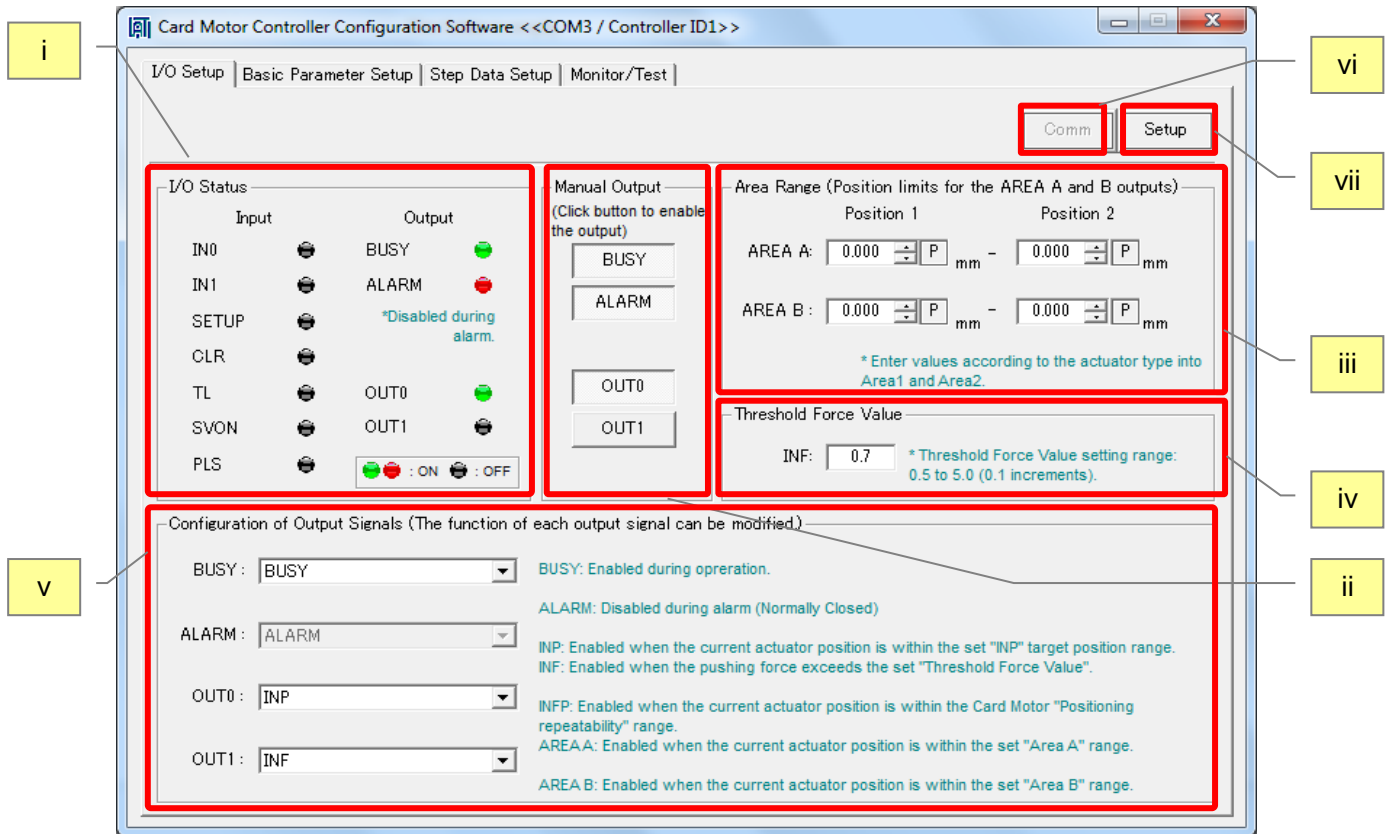 Card Motor Controller Configuration Software <<COM3 / Controller ID1>>
i
vi
I/O Setup Basic Parameter Setup Step Data Setup Monitor/Test
Comm Setup
vii
I/O Status
Input Output
IN0 BUSY
IN1 ALARM
SETUP *Disabled during
alarm.
CLR
TL OUT0
SVON OUT1
PLS : ON : OFF
Manual Output
(Click button to enable
the output)
BUSY
ALARM
OUT0
OUT1
Area Range (Position limits for the AREA A and B outputs)
Position 1 Position 2
AREA A: 0.000 P mm - 0.000 P mm
AREA B : 0.000 P mm - 0.000 P mm
* Enter values according to the actuator type into
Area1 and Area2.
iii
Threshold Force Value
INF: 0.7 * Threshold Force Value setting range:
0.5 to 5.0 (0.1 increments).
iv
Configuration of Output Signals (The function of each output signal can be modified.)
v
ii
BUSY : BUSY
ALARM : ALARM
OUT0 : INP
OUT1 : INF
BUSY: Enabled during opreration.
ALARM: Disabled during alarm (Normally Closed)
INP: Enabled when the current actuator position is within the set "INP" target position range.
INF: Enabled when the pushing force exceeds the set "Threshold Force Value".
INFP: Enabled when the current actuator position is within the Card Motor "Positioning
repeatability" range.
AREA A: Enabled when the current actuator position is within the set "Area A" range.
AREA B: Enabled when the current actuator position is within the set "Area B" range.